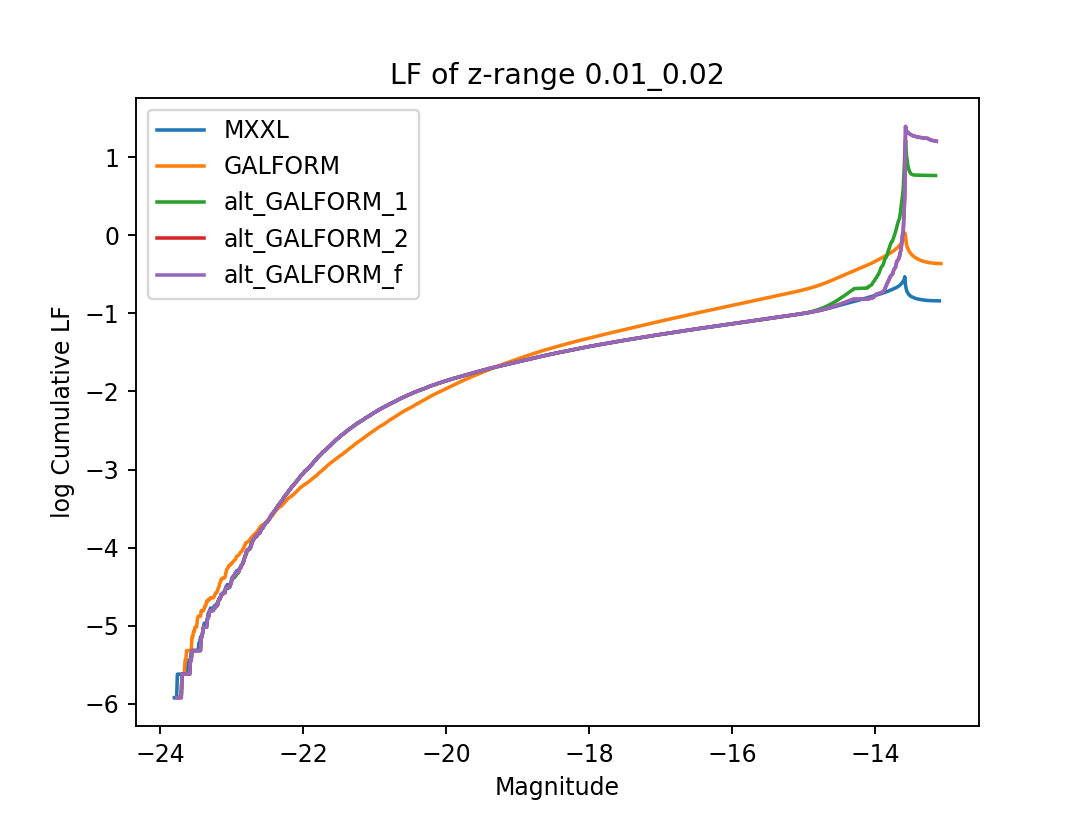 LF of z-range 0.01_0.02
MXXL
GALFORM
alt_GALFORM_1
alt_GALFORM_2
alt_GALFORM_f
log Cumulative LF
1
0
−1
−2
−3
−4
−5
−6
−24 −22 −20 −18 −16 −14
Magnitude